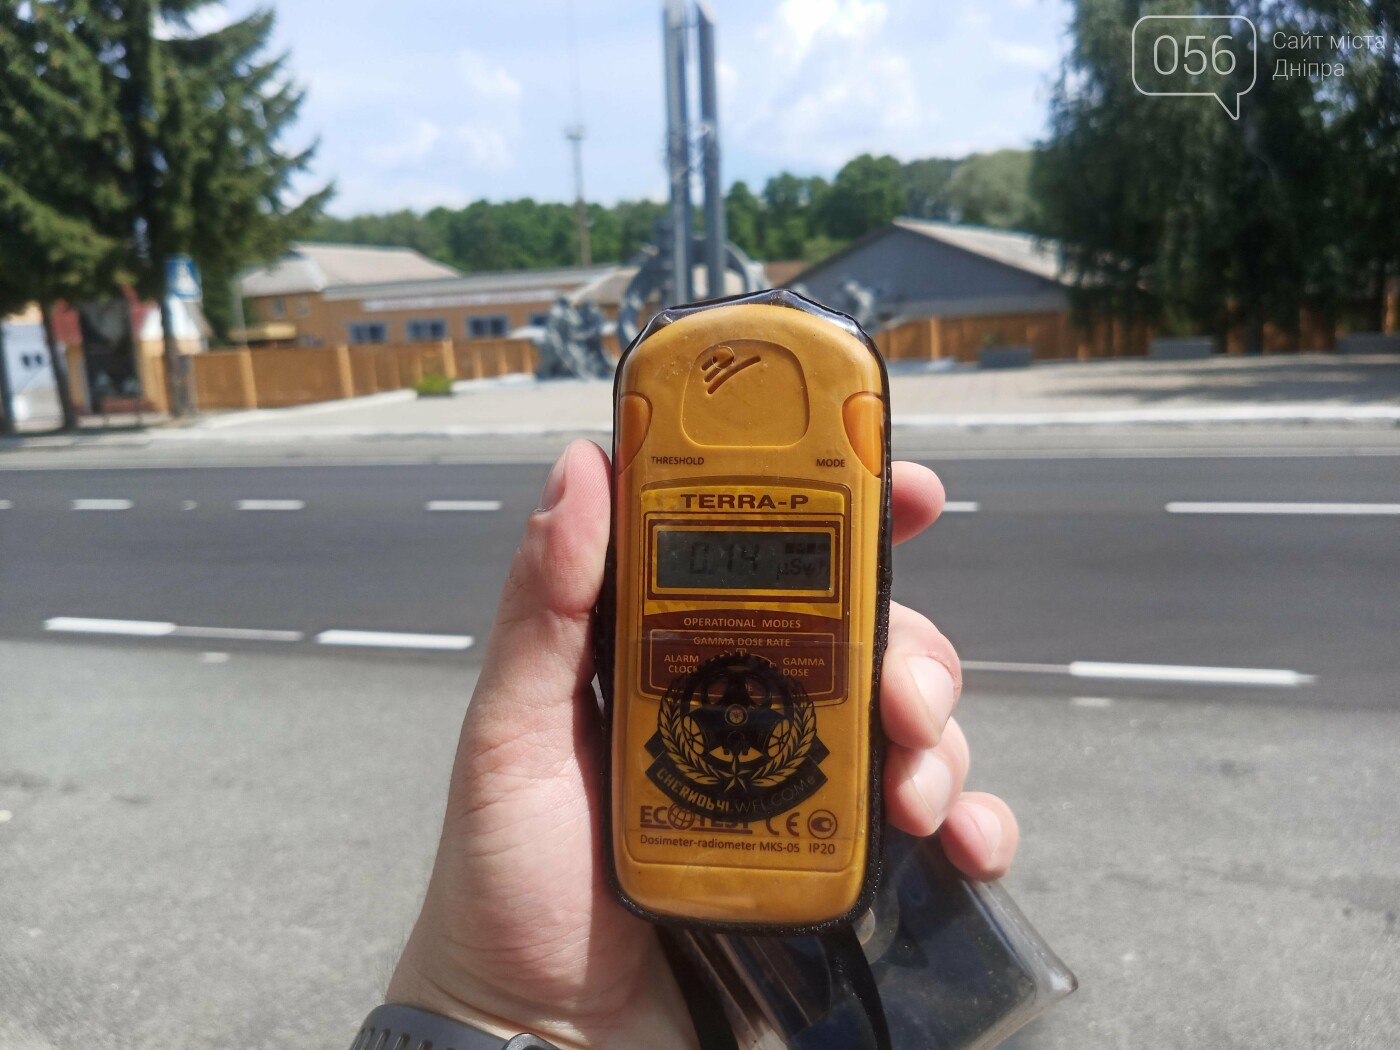 056
Сайт міста
Дніпра
THRESHOLD MODE
TERRA-P
0.14 µSv/h
OPERATIONAL MODES
GAMMA DOSE RATE
ALARM CLOCK
GAMMA DOSE
CHERNOBYLWEL.COM
ECOTEST CE
Dosimeter-radiometer MKS-05 IP20